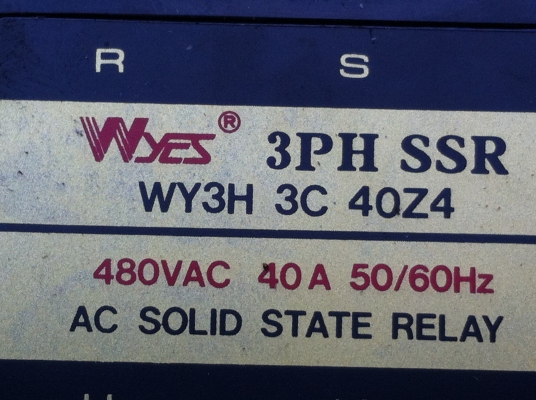 R S
Wyes® 3PH SSR
WY3H 3C 40Z4
480VAC 40A 50/60Hz
AC SOLID STATE RELAY